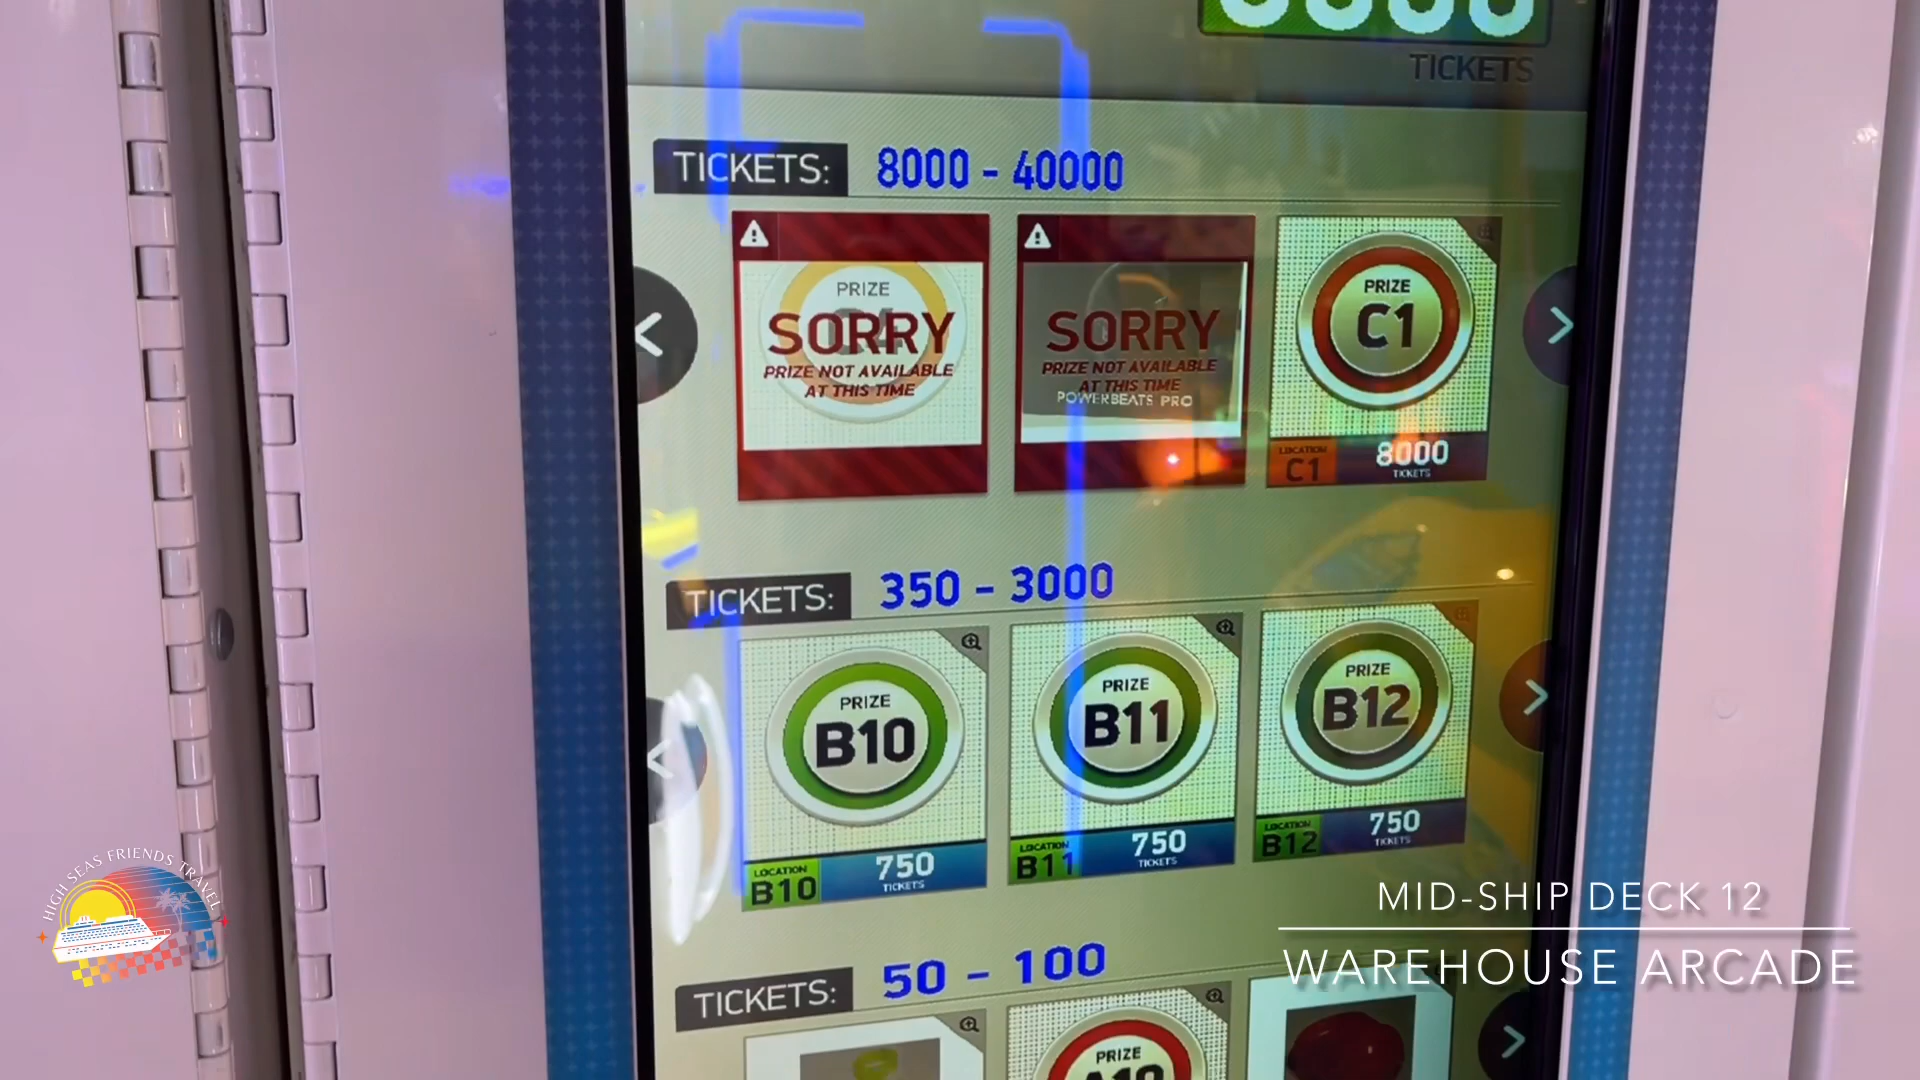 TICKETS
TICKETS: 8000 - 40000
PRIZE
SORRY
PRIZE NOT AVAILABLE
AT THIS TIME
SORRY
PRIZE NOT AVAILABLE
AT THIS TIME
POWERBEATS PRO
PRIZE
C1
LOCATION
C1
8000
TICKETS
TICKETS: 350 - 3000
PRIZE
B10
LOCATION
B10
750
TICKETS
PRIZE
B11
LOCATION
B11
750
TICKETS
PRIZE
B12
LOCATION
B12
750
TICKETS
TICKETS: 50 - 100
PRIZE
HIGH SEAS FRIENDS TRAVEL
MID-SHIP DECK 12
WAREHOUSE ARCADE